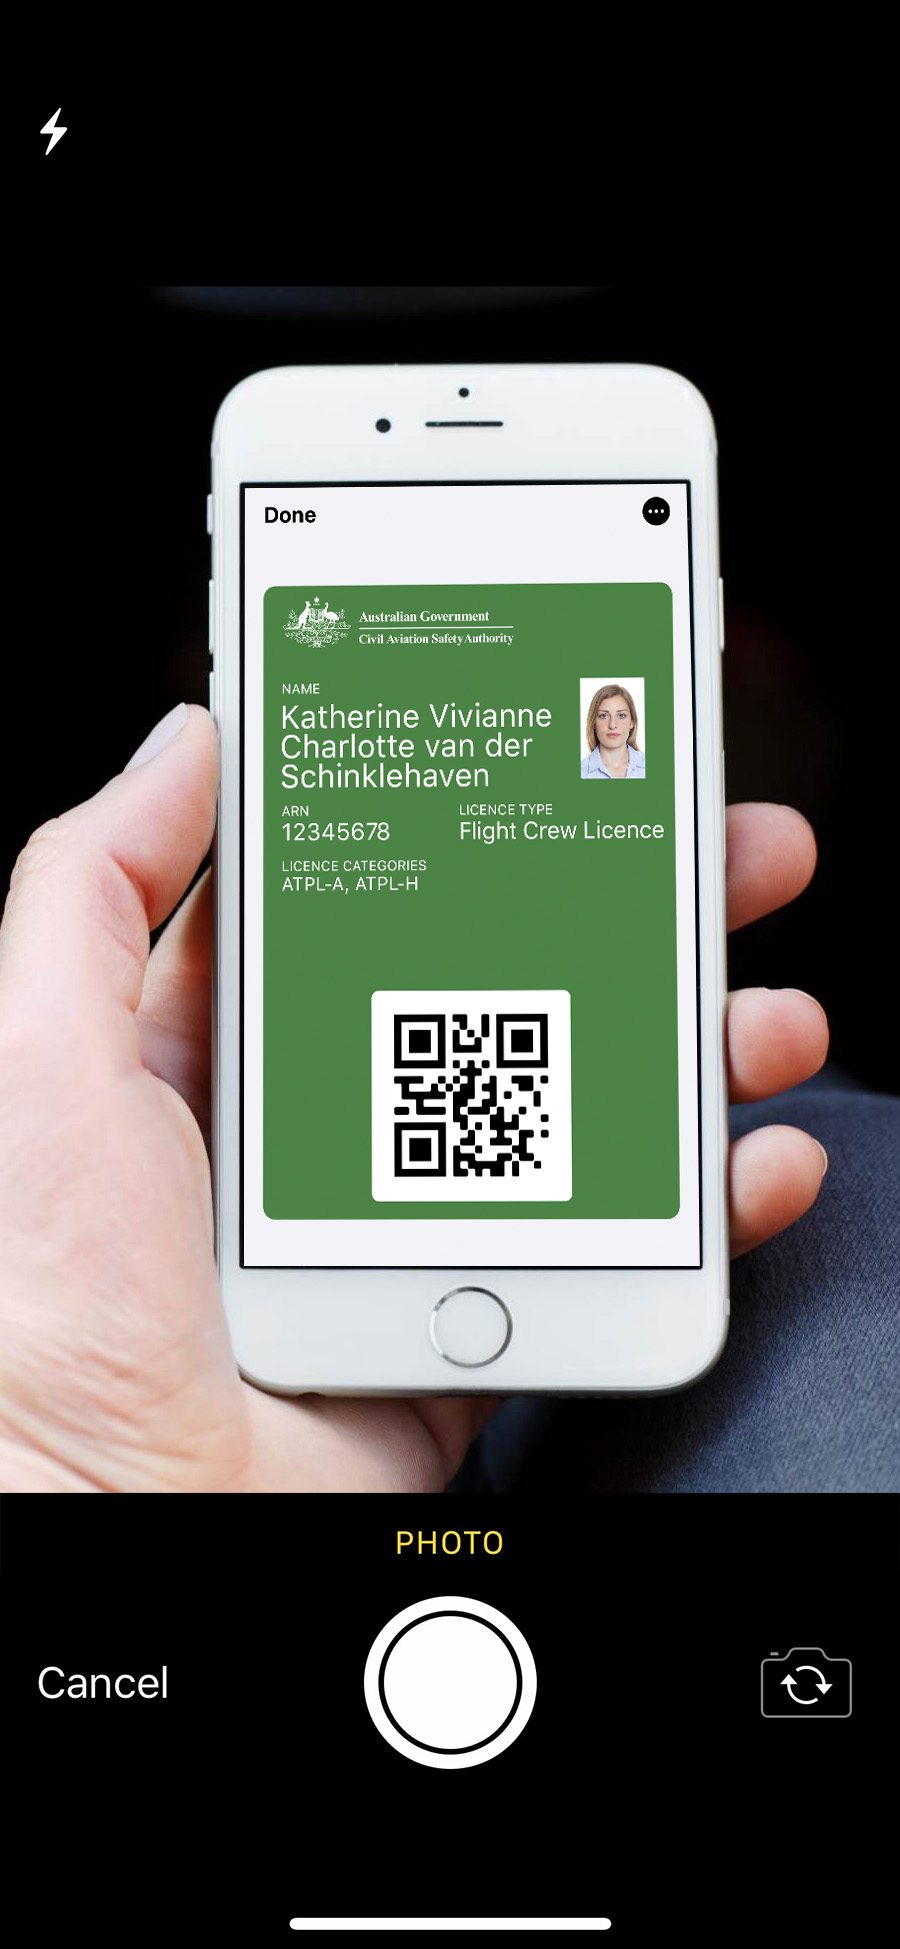 Done
Australian Government
Civil Aviation Safety Authority
NAME
Katherine Vivianne
Charlotte van der
Schinklehaven
ARN
LICENCE TYPE
12345678
Flight Crew Licence
LICENCE CATEGORIES
ATPL-A, ATPL-H
PHOTO
Cancel